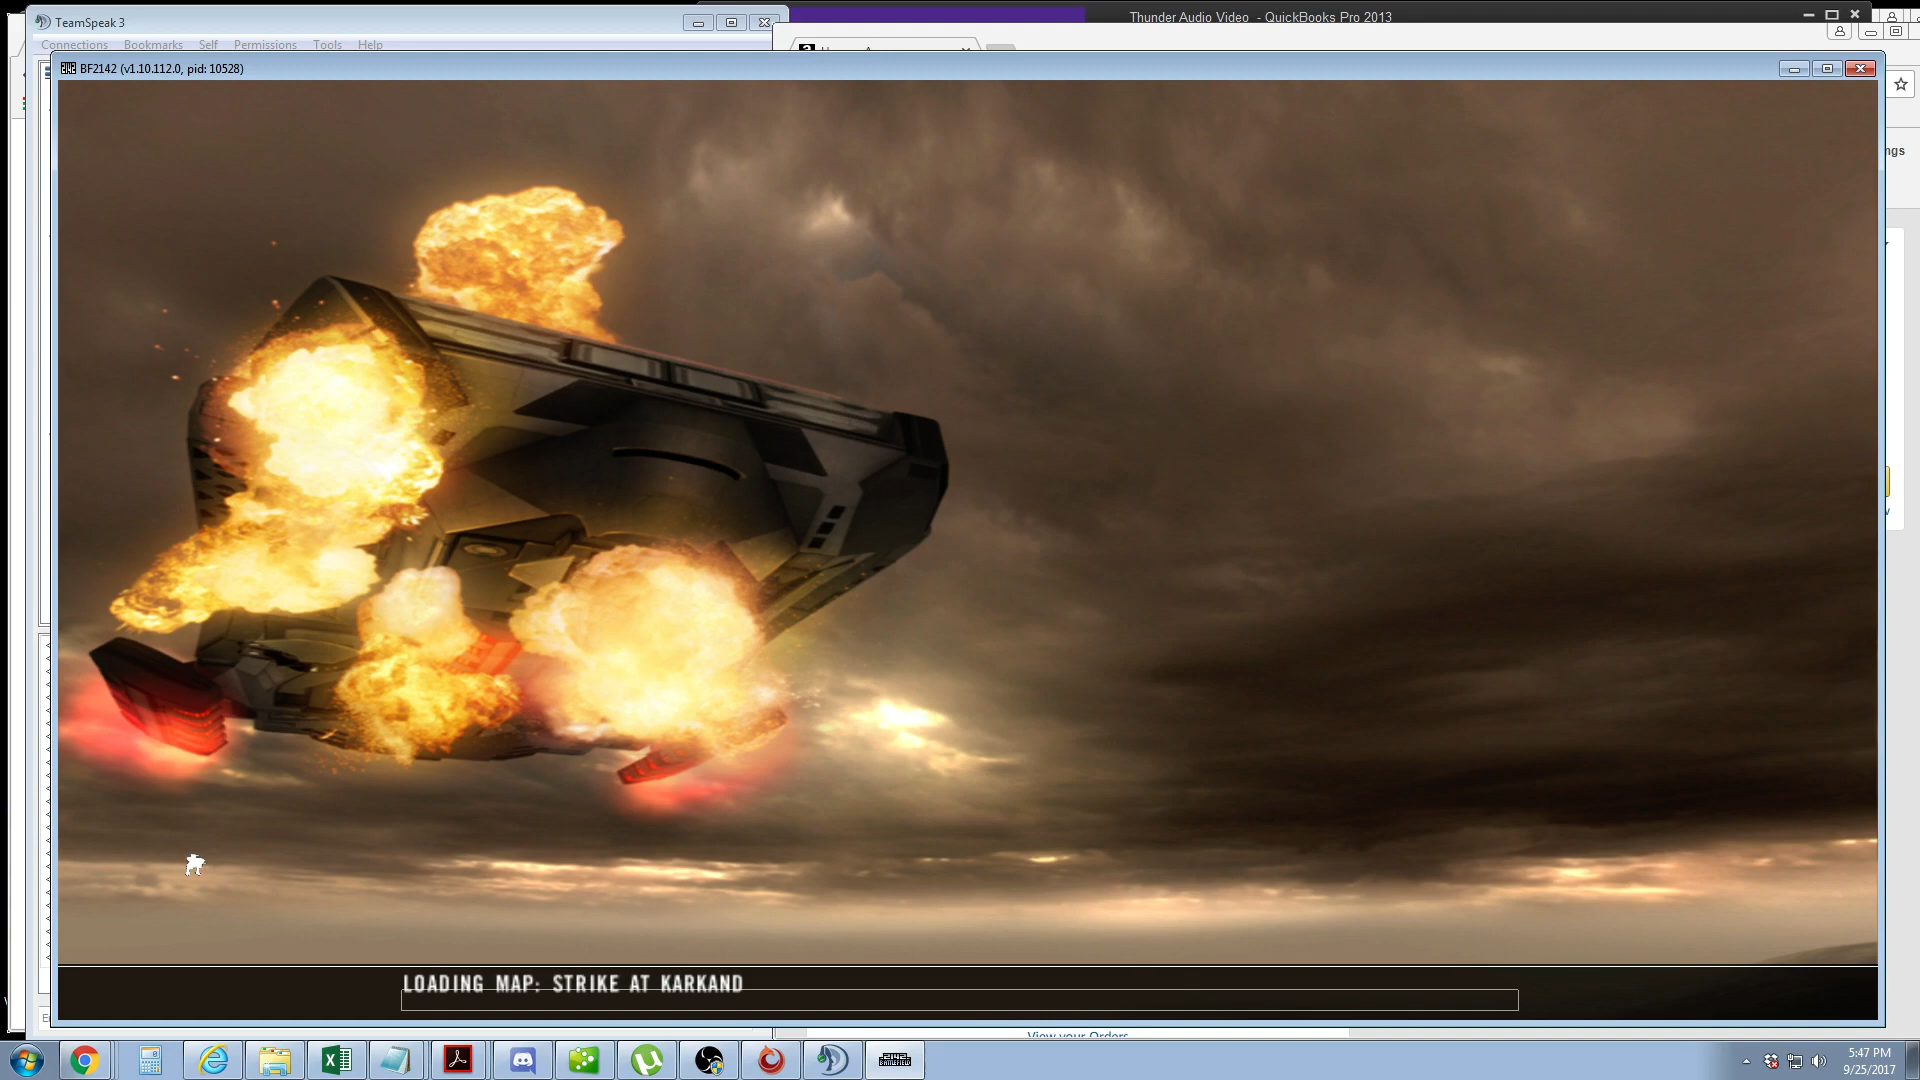 TeamSpeak 3
Thunder Audio Video - QuickBooks Pro 2013
Connections Bookmarks Self Permissions Tools Help
BF2142 (v1.10.112.0, pid: 10528)
ngs
LOADING MAP: STRIKE AT KARKAND
View your Orders
5:47 PM
9/25/2017